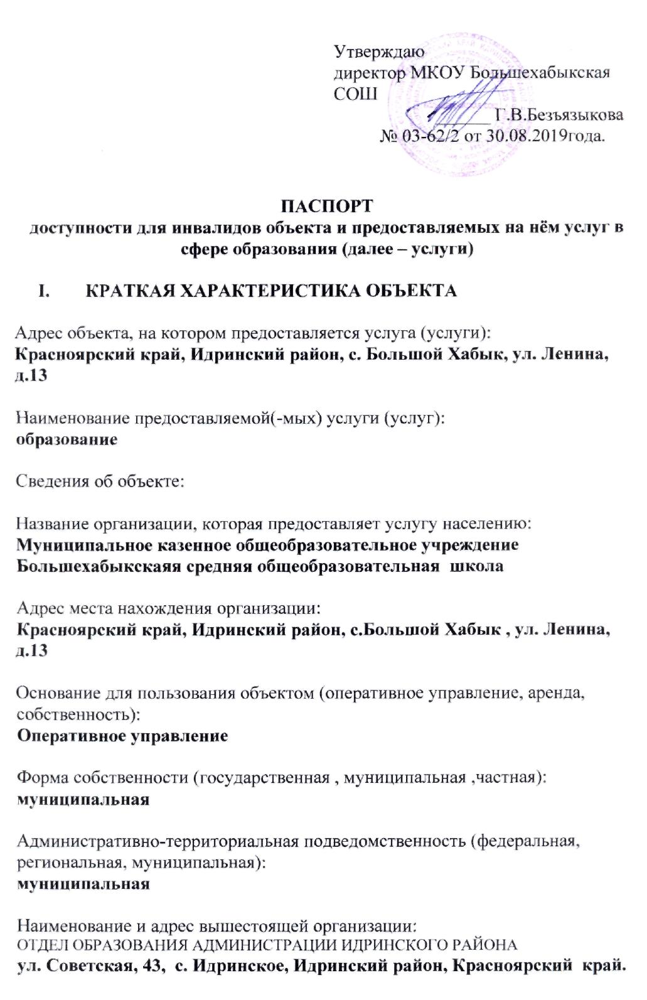 Утверждаю
директор МКОУ Большехабыкская
СОШ
______ Г.В.Безъязыкова
№ 03-62/2 от 30.08.2019года.
ПАСПОРТ
доступности для инвалидов объекта и предоставляемых на нём услуг в
сфере образования (далее – услуги)
I. КРАТКАЯ ХАРАКТЕРИСТИКА ОБЪЕКТА
Адрес объекта, на котором предоставляется услуга (услуги):
Красноярский край, Идринский район, с. Большой Хабык, ул. Ленина,
д.13
Наименование предоставляемой(-мых) услуги (услуг):
образование
Сведения об объекте:
Название организации, которая предоставляет услугу населению:
Муниципальное казенное общеобразовательное учреждение
Большехабыкскаяя средняя общеобразовательная школа
Адрес места нахождения организации:
Красноярский край, Идринский район, с.Большой Хабык , ул. Ленина,
д.13
Основание для пользования объектом (оперативное управление, аренда,
собственность):
Оперативное управление
Форма собственности (государственная , муниципальная ,частная):
муниципальная
Административно-территориальная подведомственность (федеральная,
региональная, муниципальная):
муниципальная
Наименование и адрес вышестоящей организации:
ОТДЕЛ ОБРАЗОВАНИЯ АДМИНИСТРАЦИИ ИДРИНСКОГО РАЙОНА
ул. Советская, 43, с. Идринское, Идринский район, Красноярский край.